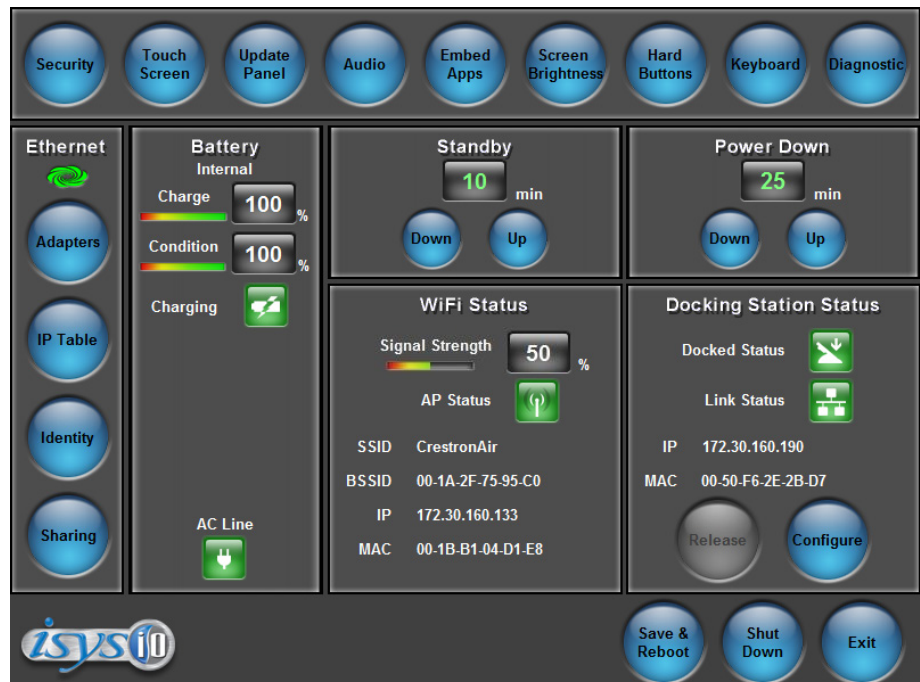 Security
Touch
Screen
Update
Panel
Audio
Embed
Apps
Screen
Brightness
Hard
Buttons
Keyboard
Diagnostic
Ethernet
Adapters
IP Table
Identity
Sharing
Battery
Internal
Charge
100 %
Condition
100 %
Charging
AC Line
Standby
10 min
Down Up
Power Down
25 min
Down Up
WiFi Status
Signal Strength 50 %
AP Status
SSID CrestronAir
BSSID 00-1A-2F-75-95-C0
IP 172.30.160.133
MAC 00-1B-B1-04-D1-E8
Docking Station Status
Docked Status
Link Status
IP 172.30.160.190
MAC 00-50-F6-2E-2B-D7
Release
Configure
isys i0
Save &
Reboot
Shut
Down
Exit